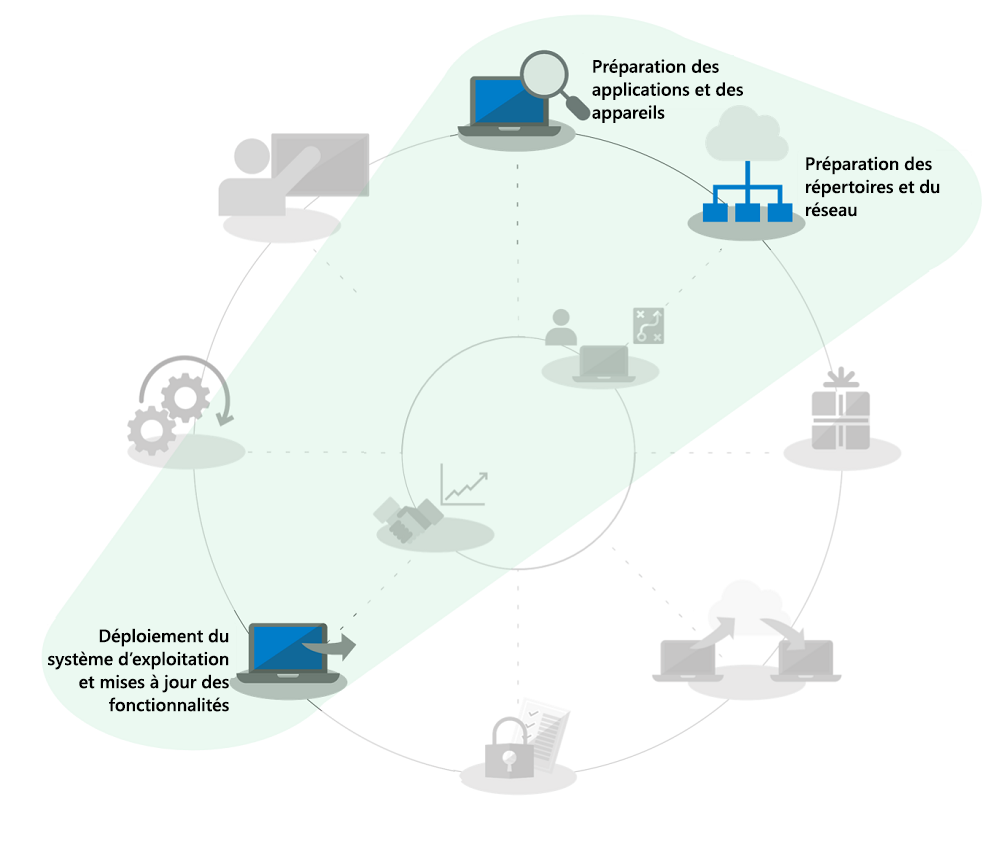 Préparation des
applications et des
appareils
Préparation des
répertoires et du
réseau
Déploiement du
système d’exploitation
et mises à jour des
fonctionnalités